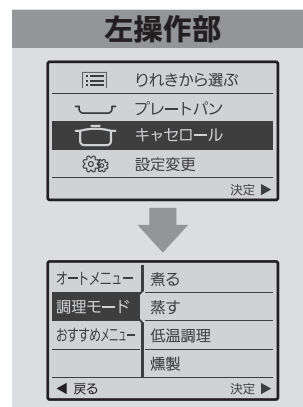 左操作部
りれきから選ぶ
プレートパン
キャセロール
設定変更
決定 ▶
オートメニュー 煮る
調理モード 蒸す
おすすめメニュー 低温調理
燻製
◀ 戻る 決定 ▶